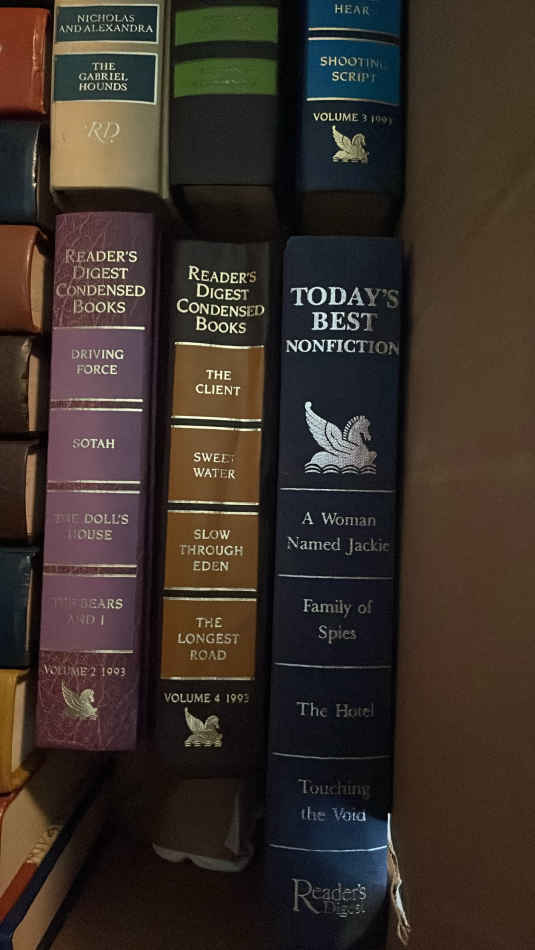 NICHOLAS
AND ALEXANDRA
THE
GABRIEL
HOUNDS
RD
HEAR
SHOOTING
SCRIPT
VOLUME 3 1993
READER'S
DIGEST
CONDENSED
BOOKS
DRIVING
FORCE
SOTAH
THE DOLL'S
HOUSE
THE BEARS
AND I
VOLUME 2 1993
READER'S
DIGEST
CONDENSED
BOOKS
THE
CLIENT
SWEET
WATER
SLOW
THROUGH
EDEN
THE
LONGEST
ROAD
VOLUME 4 1993
TODAY'S
BEST
NONFICTION
A Woman
Named Jackie
Family of
Spies
The Hotel
Touching
the Void
Reader's
Digest